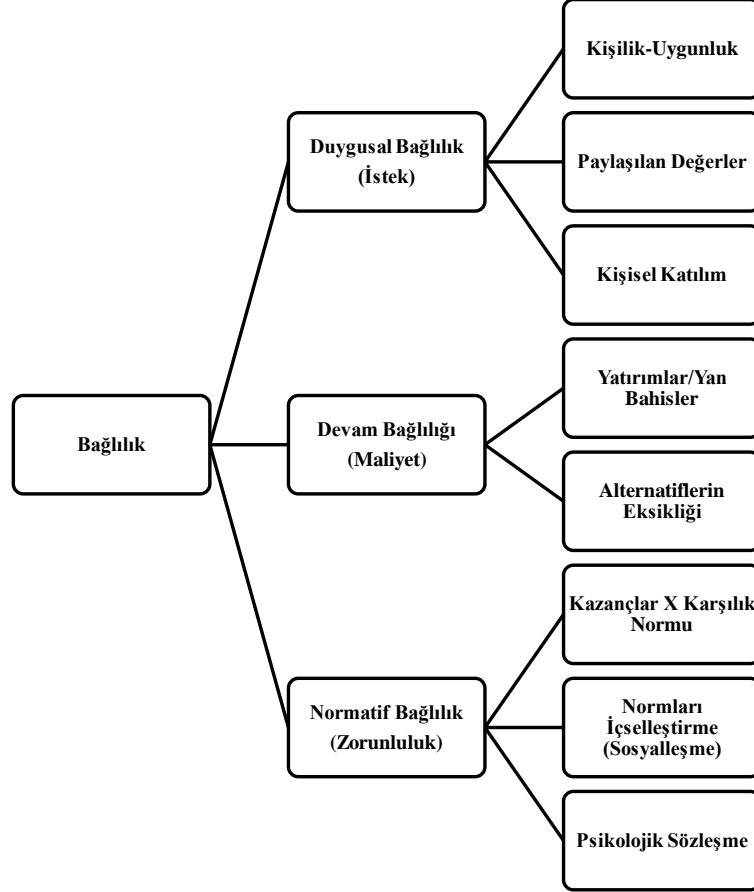 Kişilik-Uygunluk
Duygusal Bağlılık
(İstek)
Paylaşılan Değerler
Kişisel Katılım
Yatırımlar/Yan
Bahisler
Bağlılık
Devam Bağlılığı
(Maliyet)
Alternatiflerin
Eksikliği
Kazançlar X Karşılık
Normu
Normatif Bağlılık
(Zorunluluk)
Normları
İçselleştirme
(Sosyalleşme)
Psikolojik Sözleşme